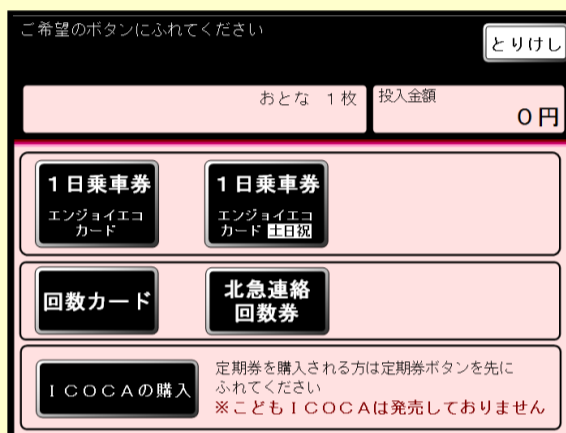 ご希望のボタンにふれてください
とりけし
おとな 1枚
投入金額
0円
1日乗車券
エンジョイエコ
カード
1日乗車券
エンジョイエコ
カード 土日祝
回数カード
北急連絡
回数券
ICOCAの購入
定期券を購入される方は定期券ボタンを先に
ふれてください
※こどもICOCAは発売しておりません